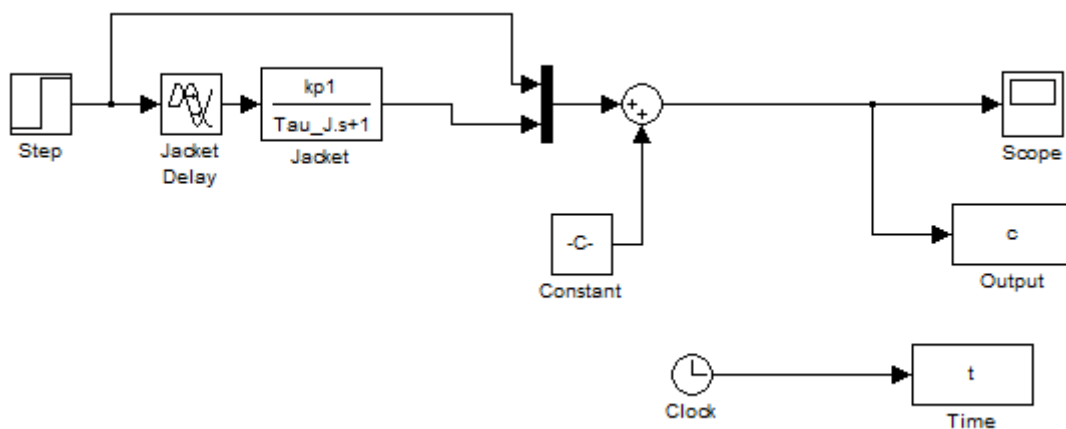 Step
Jacket
Delay
kp1
Tau_J.s+1
Jacket
++
-C-
Constant
Scope
c
Output
Clock
t
Time